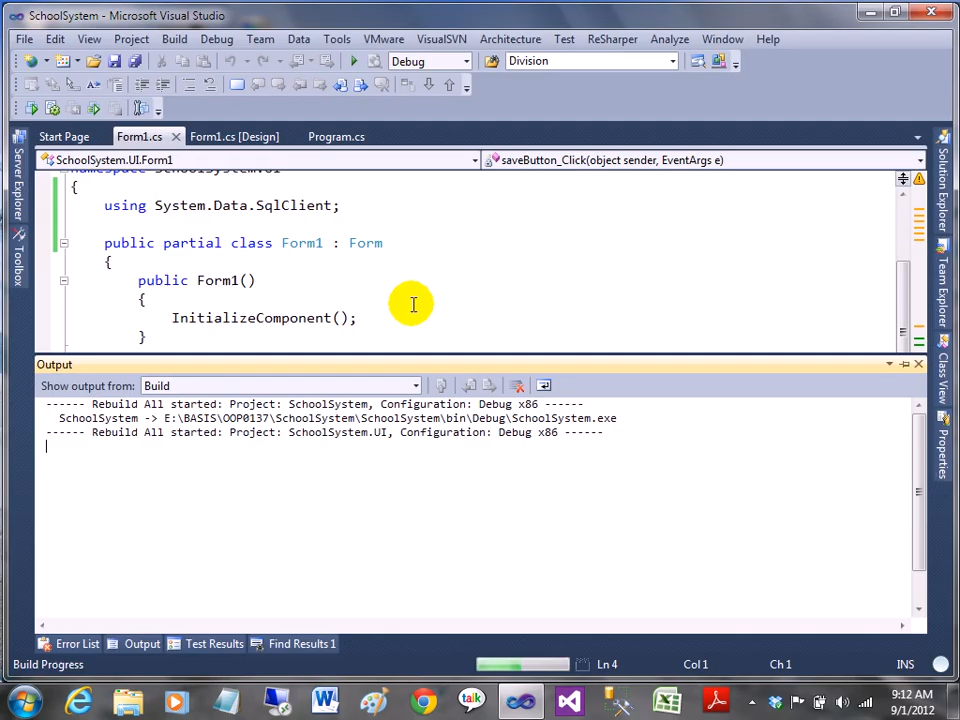 SchoolSystem - Microsoft Visual Studio
File Edit View Project Build Debug Team Data Tools VMware VisualSVN Architecture Test ReSharper Analyze Window Help
Debug Division
Start Page Form1.cs Form1.cs [Design] Program.cs
SchoolSystem.UI.Form1 saveButton_Click(object sender, EventArgs e)
namespace SchoolSystem.UI
{
using System.Data.SqlClient;
public partial class Form1 : Form
{
public Form1()
{
InitializeComponent();
}
Output
Show output from: Build
------ Rebuild All started: Project: SchoolSystem, Configuration: Debug x86 ------
SchoolSystem -> E:\BASIS\OOP0137\SchoolSystem\SchoolSystem\bin\Debug\SchoolSystem.exe
------ Rebuild All started: Project: SchoolSystem.UI, Configuration: Debug x86 ------
Error List Output Test Results Find Results 1
Build Progress Ln 4 Col 1 Ch 1 INS
Server Explorer
Toolbox
Solution Explorer
Team Explorer
Class View
Properties
talk
9:12 AM
9/1/2012